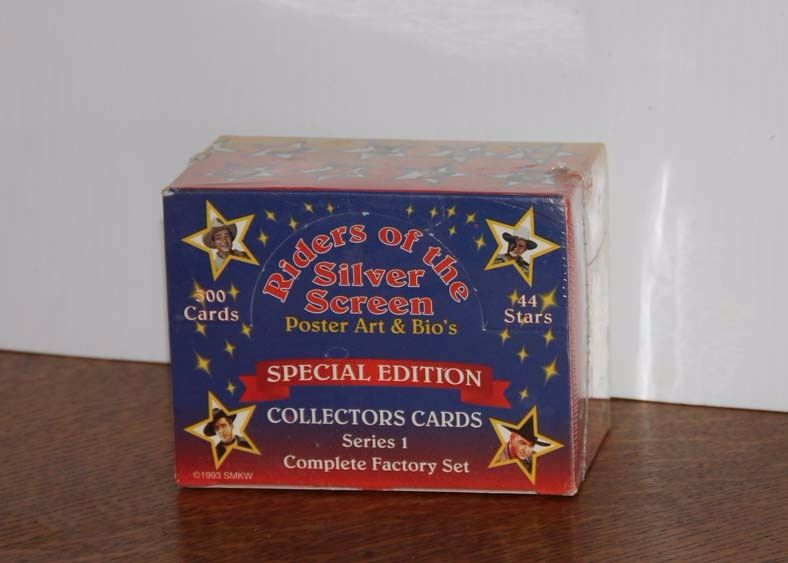 Riders of the
Silver
Screen
Poster Art & Bio's
300
Cards
44
Stars
SPECIAL EDITION
COLLECTORS CARDS
Series 1
Complete Factory Set
©1993 SMKW